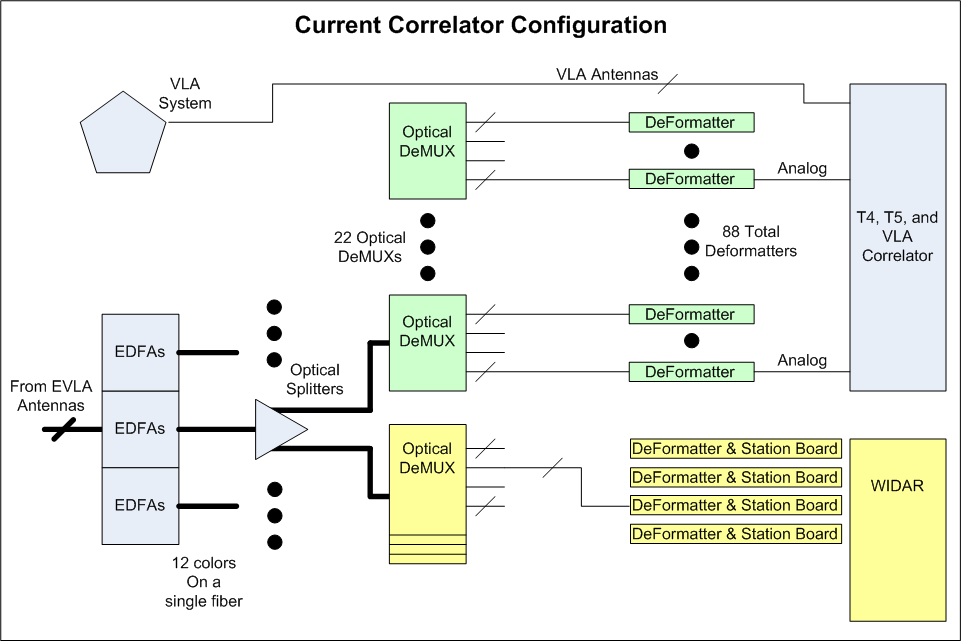 Current Correlator Configuration
VLA Antennas
VLA
System
Optical
DeMUX
DeFormatter
DeFormatter
Analog
22 Optical
DeMUXs
88 Total
Deformatters
T4, T5, and
VLA
Correlator
Optical
DeMUX
DeFormatter
DeFormatter
Analog
EDFAs
EDFAs
EDFAs
From EVLA
Antennas
Optical
Splitters
12 colors
On a
single fiber
Optical
DeMUX
DeFormatter & Station Board
DeFormatter & Station Board
DeFormatter & Station Board
DeFormatter & Station Board
WIDAR